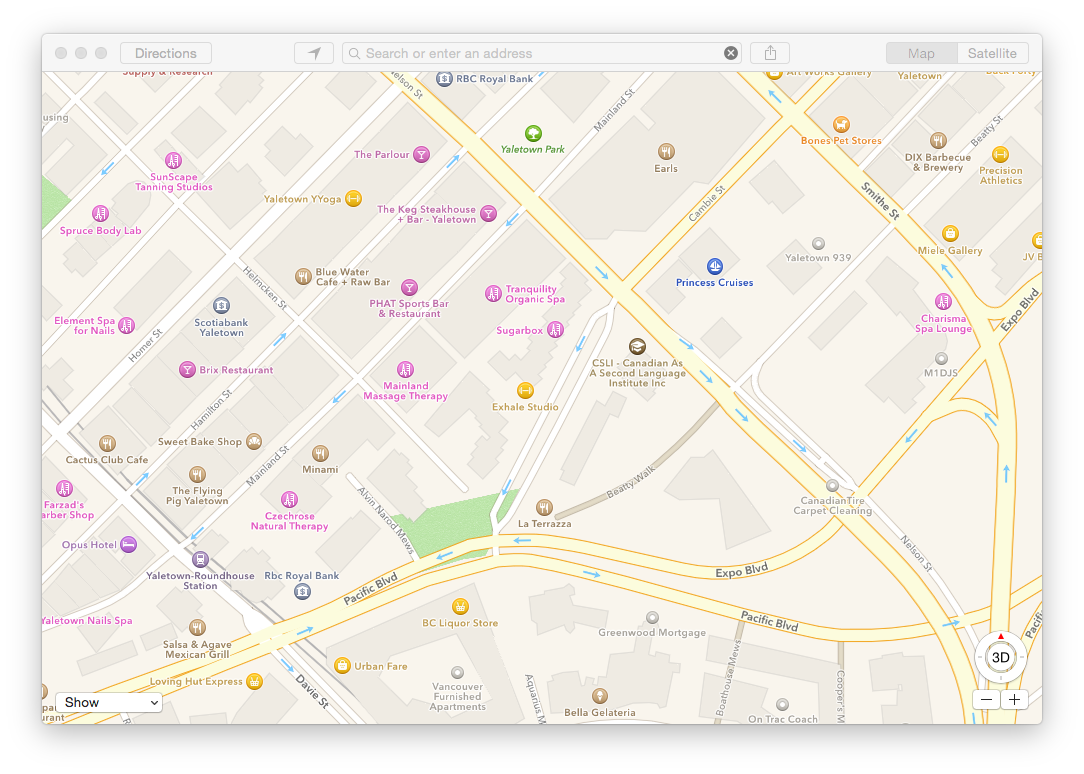 Directions
Search or enter an address
Map
Satellite
Supply & Research
Nelson St
RBC Royal Bank
Art Works Gallery
Yaletown
using
Mainland St
Yaletown Park
Bones Pet Stores
Beatty St
The Parlour
Earls
DIX Barbecue
& Brewery
Precision
Athletics
SunScape
Tanning Studios
Yaletown YYoga
The Keg Steakhouse
+ Bar - Yaletown
Cambie St
Smithe St
Spruce Body Lab
Yaletown 939
Miele Gallery
JV B
Helmcken St
Blue Water
Cafe + Raw Bar
Princess Cruises
PHAT Sports Bar
& Restaurant
Tranquility
Organic Spa
Expo Blvd
Element Spa
for Nails
Scotiabank
Yaletown
Sugarbox
Charisma
Spa Lounge
Homer St
Brix Restaurant
CSLI - Canadian As
A Second Language
Institute Inc
M1DJS
Mainland
Massage Therapy
Exhale Studio
Hamilton St
Cactus Club Cafe
Sweet Bake Shop
Mainland St
Minami
The Flying
Pig Yaletown
Beatty Walk
Farzad's
arber Shop
Czechrose
Natural Therapy
Alvin Narod Mews
La Terrazza
CanadianTire
Carpet Cleaning
Opus Hotel
Nelson St
Yaletown-Roundhouse
Station
Rbc Royal Bank
Pacific Blvd
Expo Blvd
Yaletown Nails Spa
BC Liquor Store
Pacific Blvd
Pacifi
Salsa & Agave
Mexican Grill
Greenwood Mortgage
3D
Urban Fare
Loving Hut Express
Davie St
Vancouver
Furnished
Apartments
Aquarius M
Bella Gelateria
Boathouse Mews
Cooper's M
On Trac Coach
Show
urant